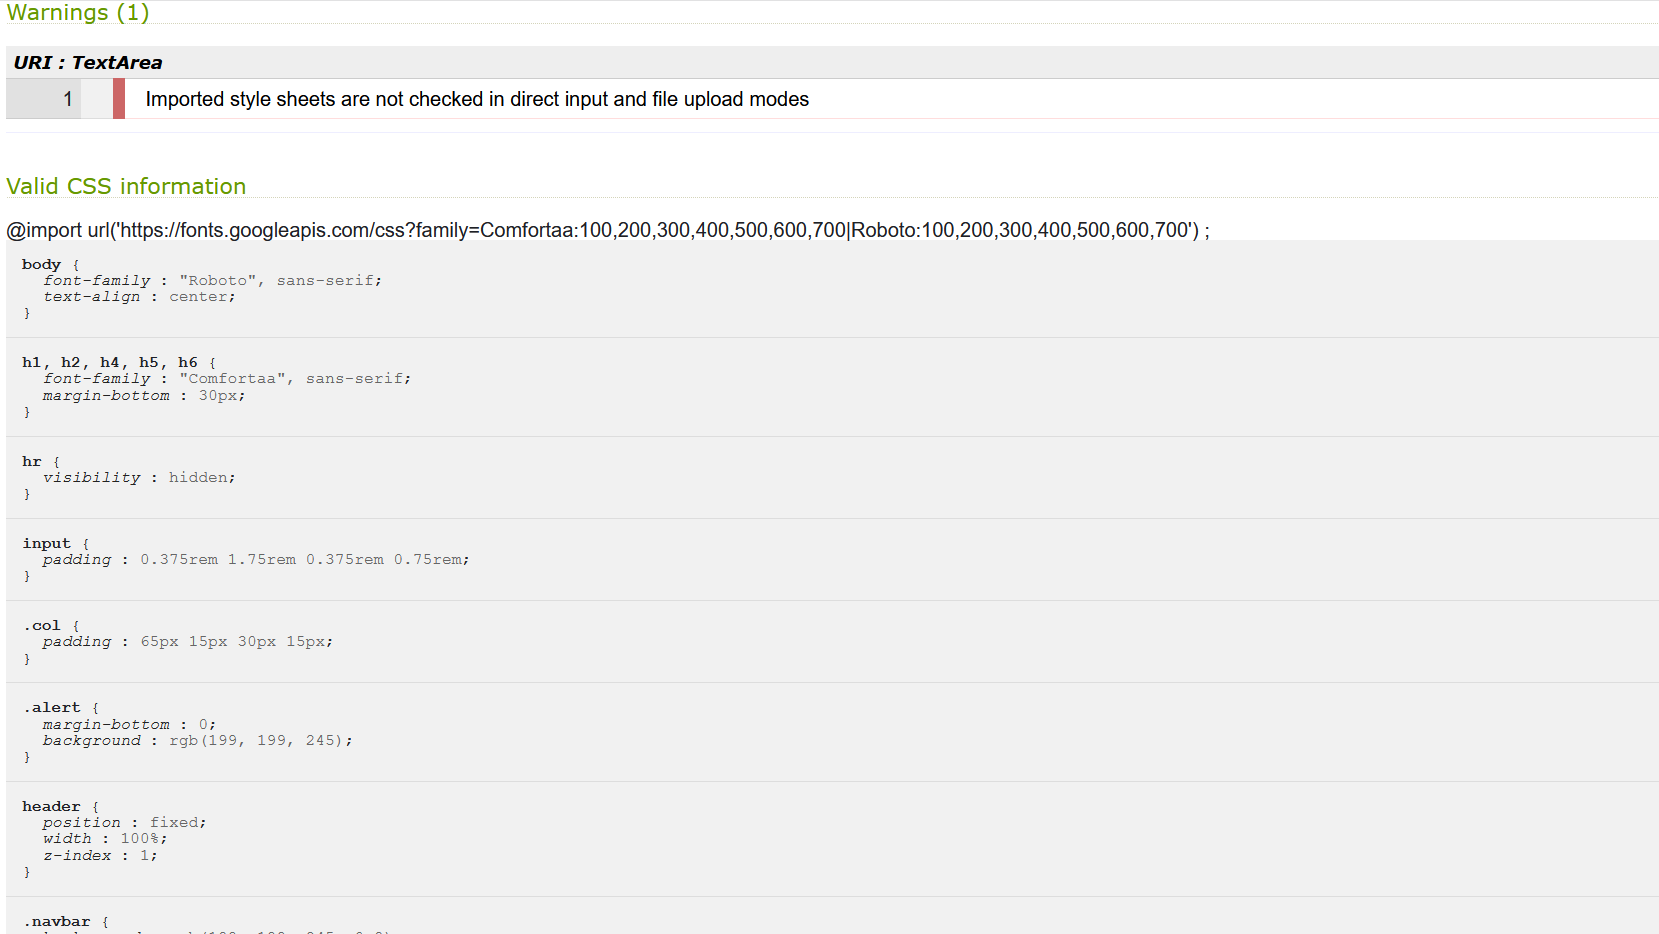 Warnings (1)
URI : TextArea
1 Imported style sheets are not checked in direct input and file upload modes
Valid CSS information
@import url('https://fonts.googleapis.com/css?family=Comfortaa:100,200,300,400,500,600,700|Roboto:100,200,300,400,500,600,700') ;
body {
font-family : "Roboto", sans-serif;
text-align : center;
}
h1, h2, h4, h5, h6 {
font-family : "Comfortaa", sans-serif;
margin-bottom : 30px;
}
hr {
visibility : hidden;
}
input {
padding : 0.375rem 1.75rem 0.375rem 0.75rem;
}
.col {
padding : 65px 15px 30px 15px;
}
.alert {
margin-bottom : 0;
background : rgb(199, 199, 245);
}
header {
position : fixed;
width : 100%;
z-index : 1;
}
.navbar {